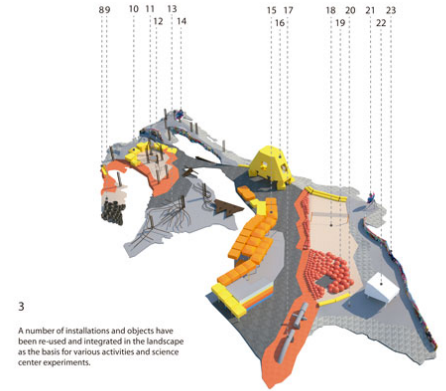 15 17 18 20 21 23
89 10 11 13
12 14 16 19 22
3
A number of installations and objects have
been re-used and integrated in the landscape
as the basis for various activities and science
center experiments.